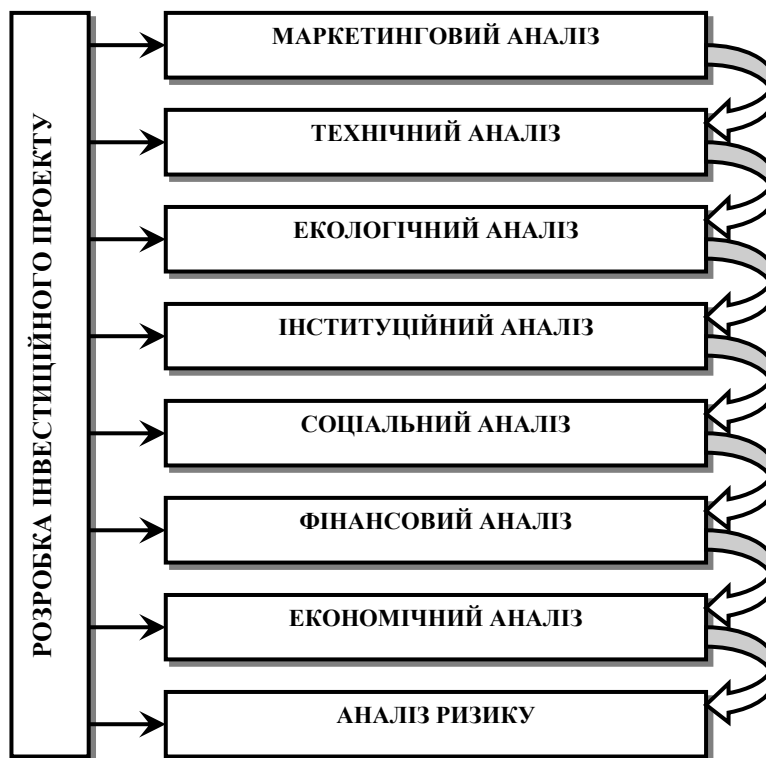 РОЗРОБКА ІНВЕСТИЦІЙНОГО ПРОЕКТУ
МАРКЕТИНГОВИЙ АНАЛІЗ
ТЕХНІЧНИЙ АНАЛІЗ
ЕКОЛОГІЧНИЙ АНАЛІЗ
ІНСТИТУЦІЙНИЙ АНАЛІЗ
СОЦІАЛЬНИЙ АНАЛІЗ
ФІНАНСОВИЙ АНАЛІЗ
ЕКОНОМІЧНИЙ АНАЛІЗ
АНАЛІЗ РИЗИКУ